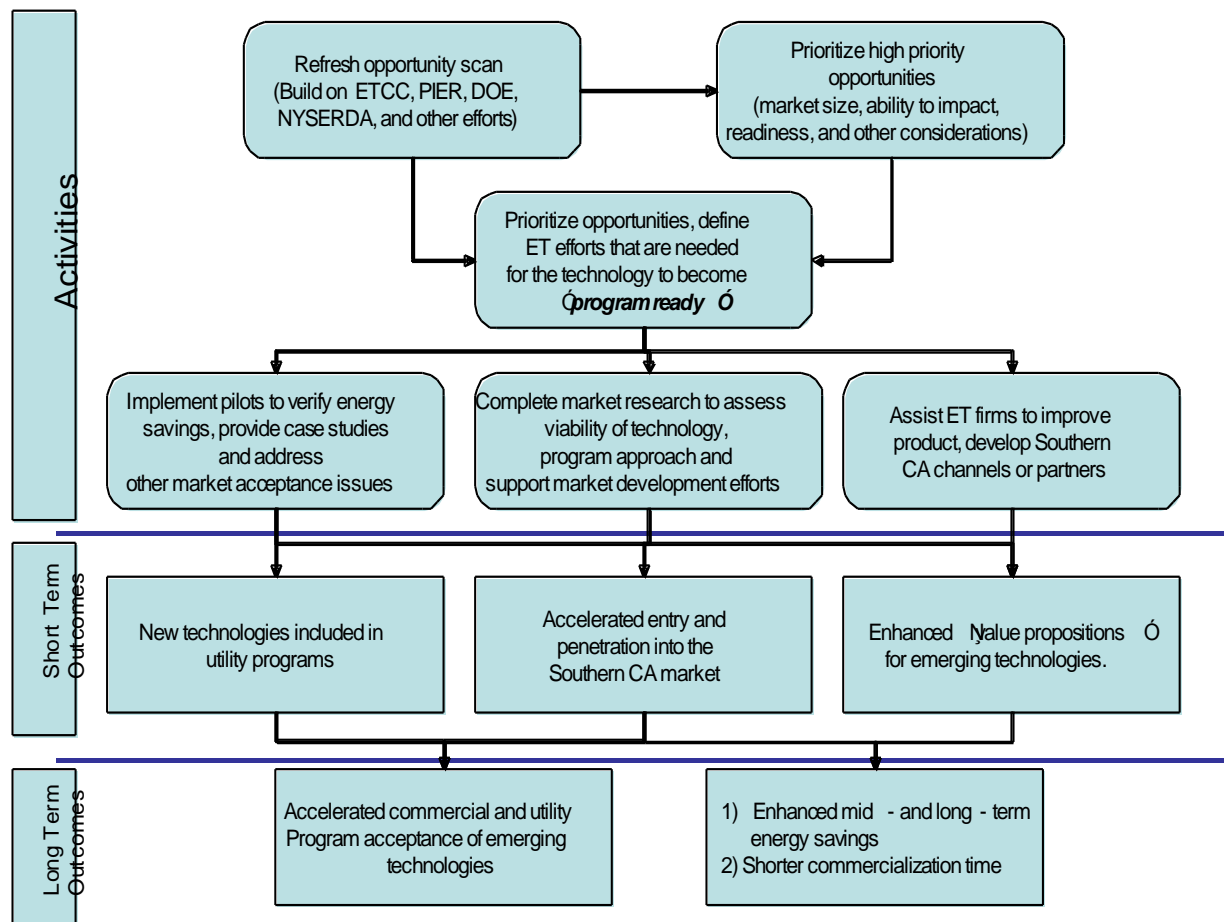 Activities
Refresh opportunity scan
(Build on ETCC, PIER, DOE,
NYSERDA, and other efforts)
Prioritize high priority
opportunities
(market size, ability to impact,
readiness, and other considerations)
Prioritize opportunities, define
ET efforts that are needed
for the technology to become
program ready Ó
Implement pilots to verify energy
savings, provide case studies
and address
other market acceptance issues
Complete market research to assess
viability of technology,
program approach and
support market development efforts
Assist ET firms to improve
product, develop Southern
CA channels or partners
Short Term
Outcomes
New technologies included in
utility programs
Accelerated entry and
penetration into the
Southern CA market
Enhanced value propositions Ó
for emerging technologies.
Long Term
Outcomes
Accelerated commercial and utility
Program acceptance of emerging
technologies
1) Enhanced mid - and long - term
energy savings
2) Shorter commercialization time